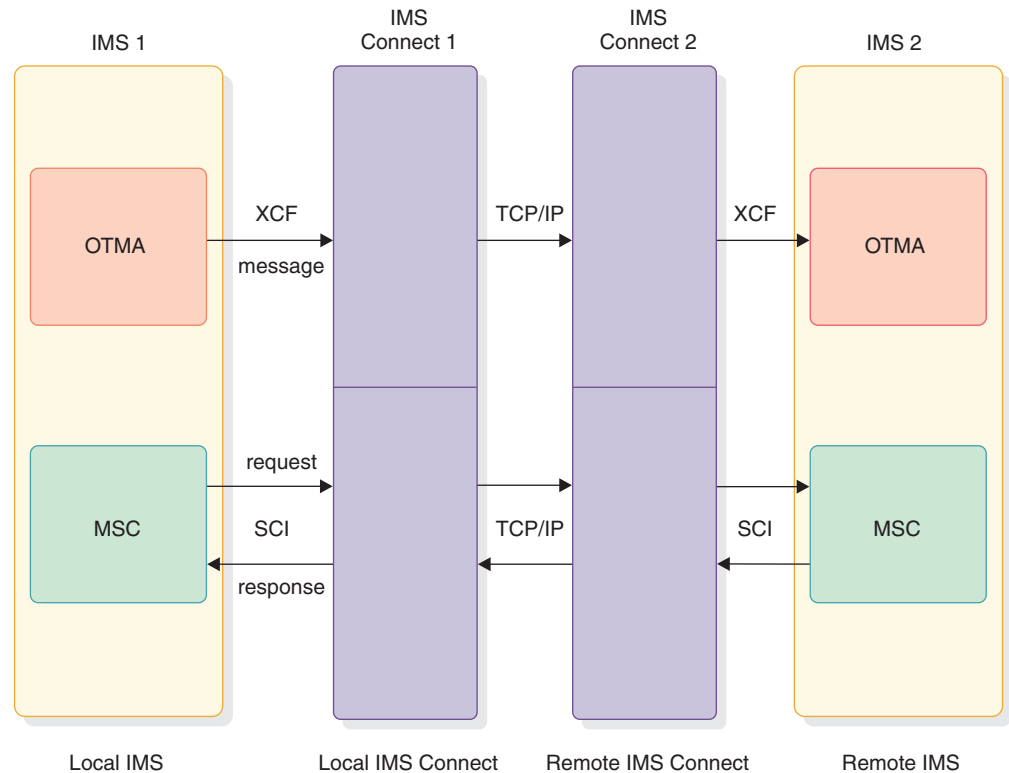 IMS 1
IMS
Connect 1
IMS
Connect 2
IMS 2
OTMA
XCF
message
TCP/IP
XCF
OTMA
MSC
request
SCI
response
TCP/IP
SCI
MSC
Local IMS
Local IMS Connect
Remote IMS Connect
Remote IMS